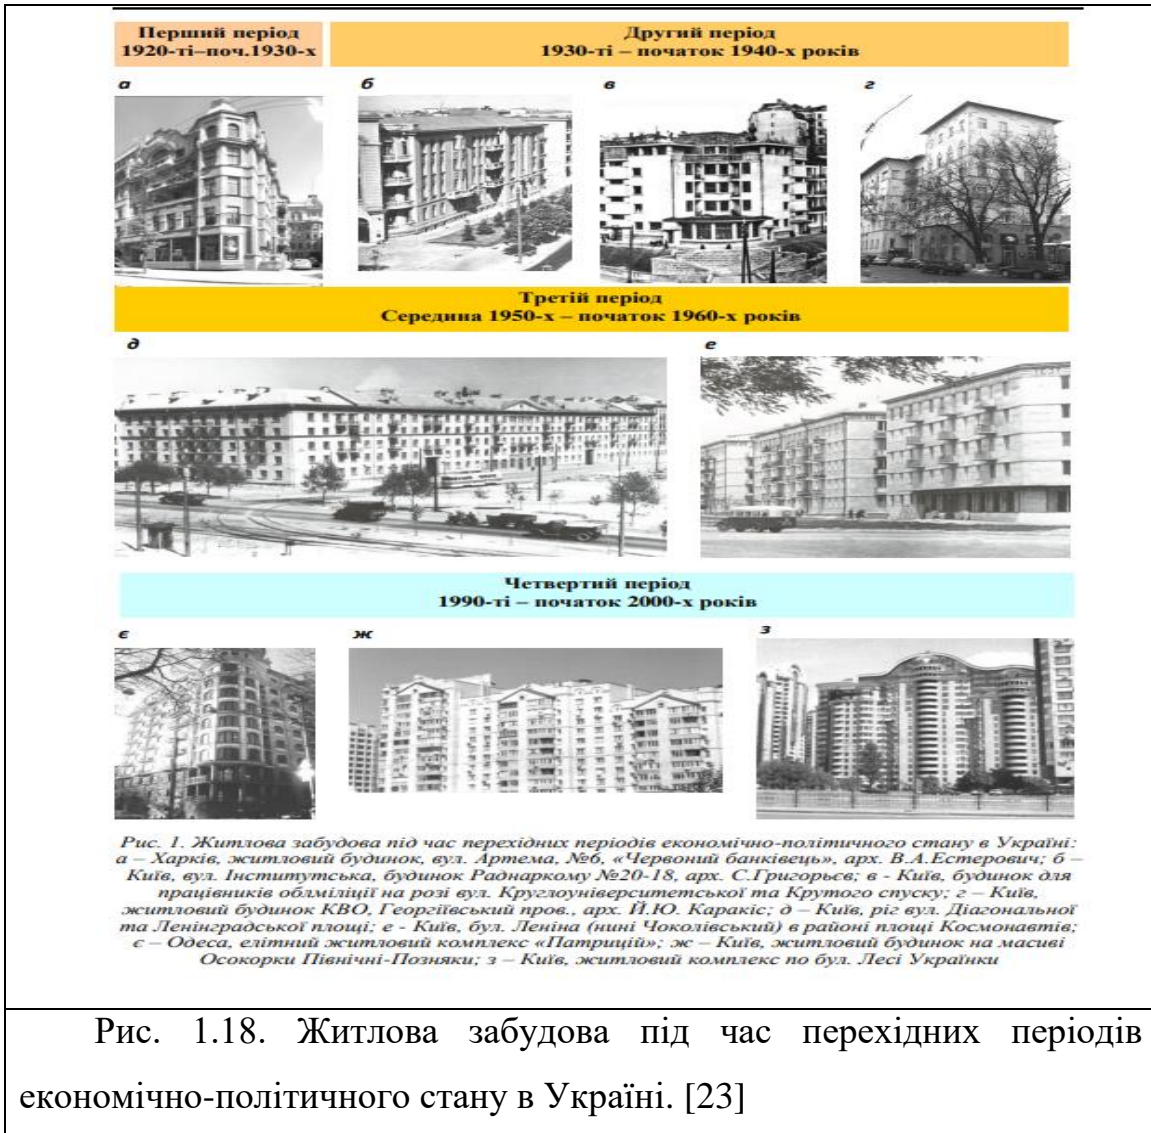 Перший період
1920-ті–поч.1930-х
Другий період
1930-ті – початок 1940-х років
а
б
в
г
Третій період
Середина 1950-х – початок 1960-х років
д
е
Четвертий період
1990-ті – початок 2000-х років
є
ж
з
Рис. 1. Житлова забудова під час перехідних періодів економічно-політичного стану в Україні:
а – Харків, житловий будинок, вул. Артема, №6, «Червоний банківець», арх. В.А.Естерович; б –
Київ, вул. Інститутська, будинок Раднаркому №20-18, арх. С.Григорьєв; в - Київ, будинок для
працівників облміліції на розі вул. Круглоуніверситетської та Крутого спуску; г – Київ,
житловий будинок КВО, Георгіївський пров., арх. Й.Ю. Каракіс; д – Київ, ріг вул. Діагональної
та Ленінградської площі; е - Київ, бул. Леніна (нині Чоколівський) в районі площі Космонавтів;
є – Одеса, елітний житловий комплекс «Патрицій»; ж – Київ, житловий будинок на масиві
Осокорки Північні-Позняки; з – Київ, житловий комплекс по бул. Лесі Українки
Рис. 1.18. Житлова забудова під час перехідних періодів
економічно-політичного стану в Україні. [23]